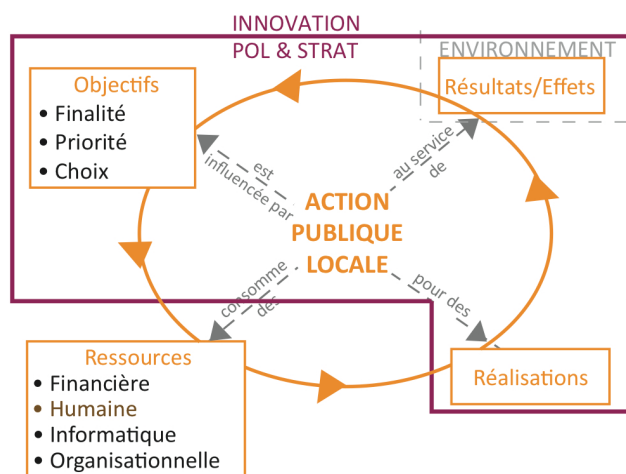 INNOVATION
POL & STRAT
ENVIRONNEMENT
Objectifs
• Finalité
• Priorité
• Choix
Résultats/Effets
est
influencée par
au service
de
ACTION
PUBLIQUE
LOCALE
consomme
des
pour des
Ressources
• Financière
• Humaine
• Informatique
• Organisationnelle
Réalisations